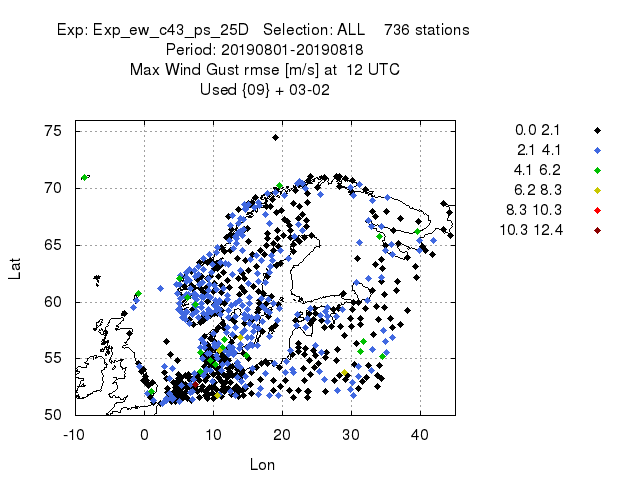 Exp: Exp_ew_c43_ps_25D   Selection: ALL    736 stations
Period: 20190801-20190818
Max Wind Gust rmse [m/s] at  12 UTC
Used {09} + 03-02
0.0 2.1
2.1 4.1
4.1 6.2
6.2 8.3
8.3 10.3
10.3 12.4
75
70
65
60
55
50
Lat
-10 0 10 20 30 40
Lon